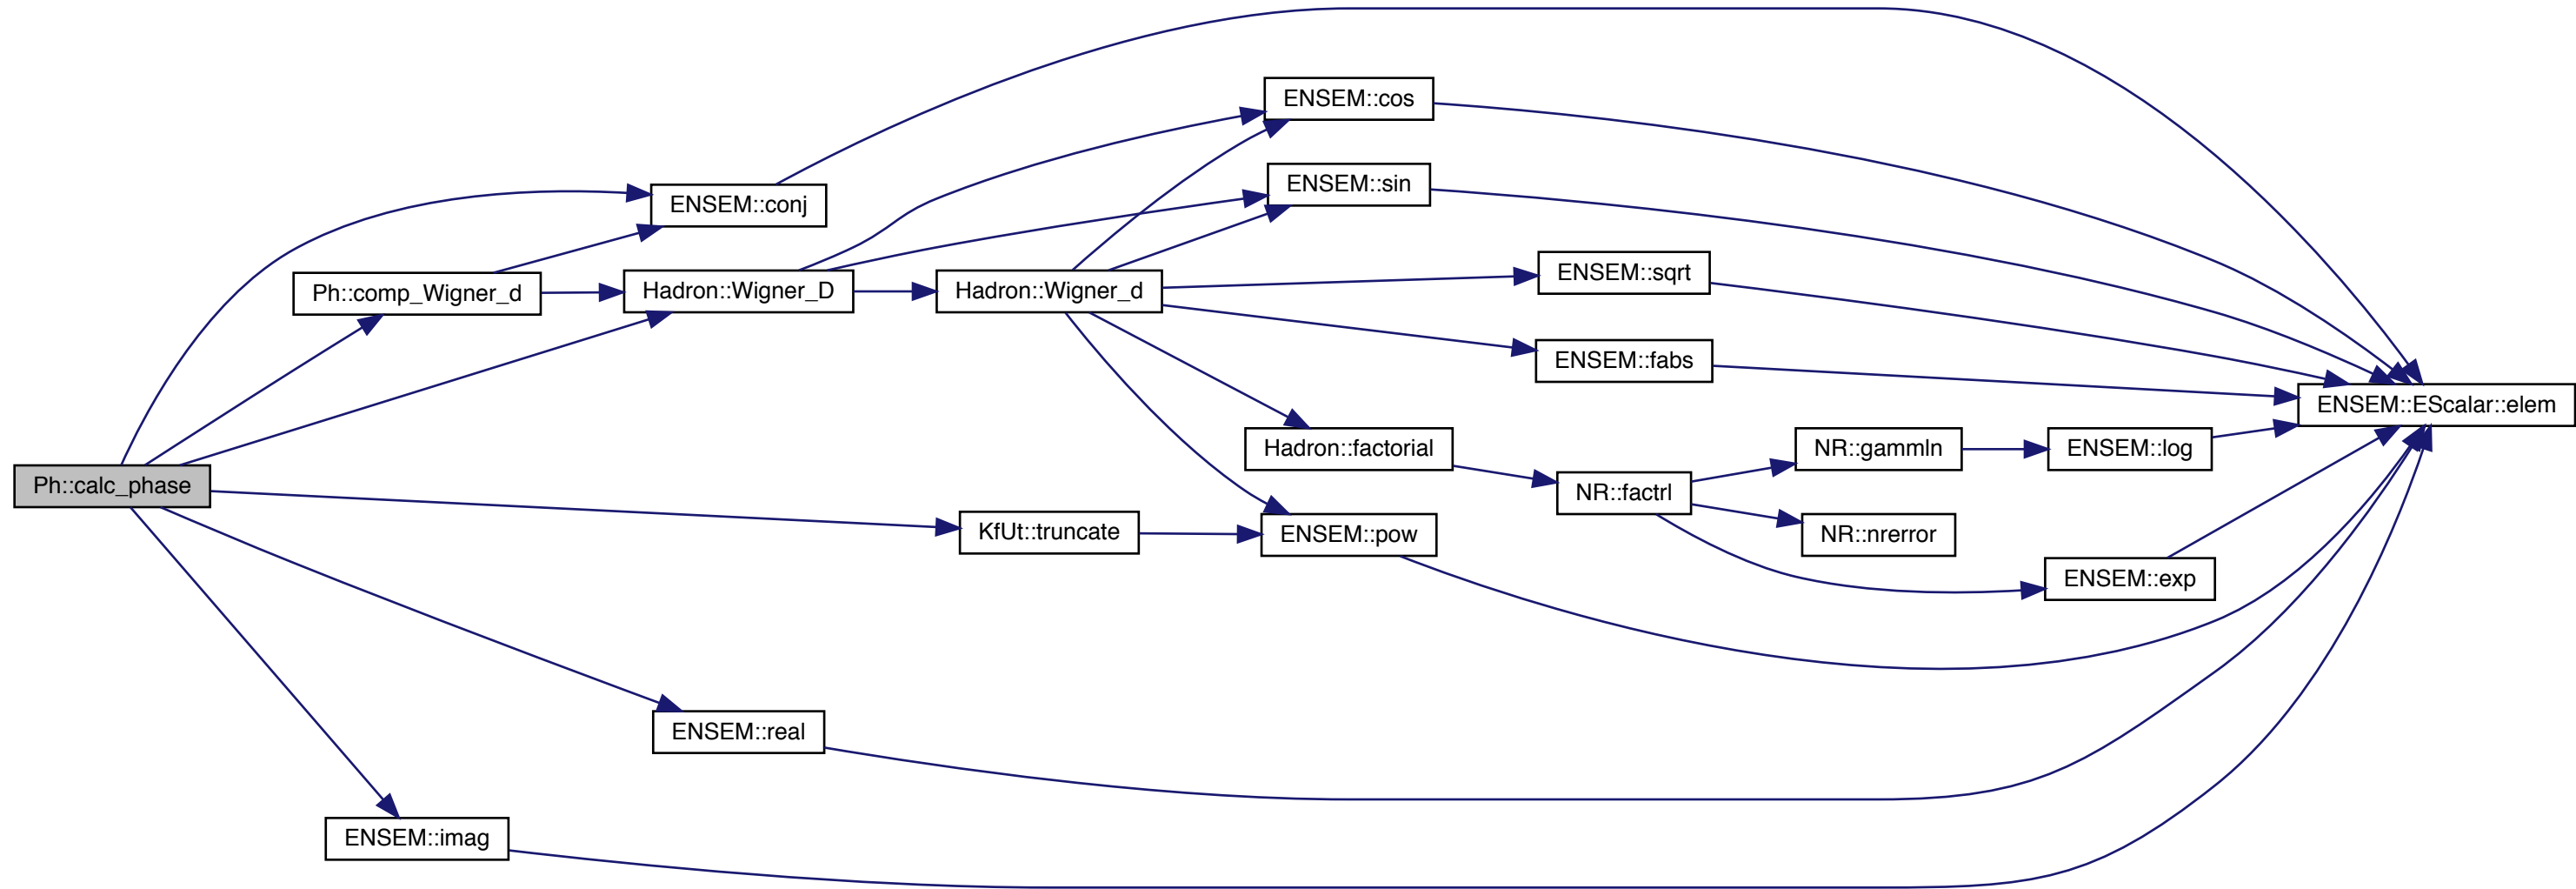 ENSEM::cos
ENSEM::sin
ENSEM::conj
ENSEM::sqrt
Ph::comp_Wigner_d
Hadron::Wigner_D
Hadron::Wigner_d
ENSEM::fabs
ENSEM::EScalar::elem
Hadron::factorial
NR::gammln
ENSEM::log
Ph::calc_phase
NR::factrl
KfUt::truncate
ENSEM::pow
NR::nrerror
ENSEM::exp
ENSEM::real
ENSEM::imag